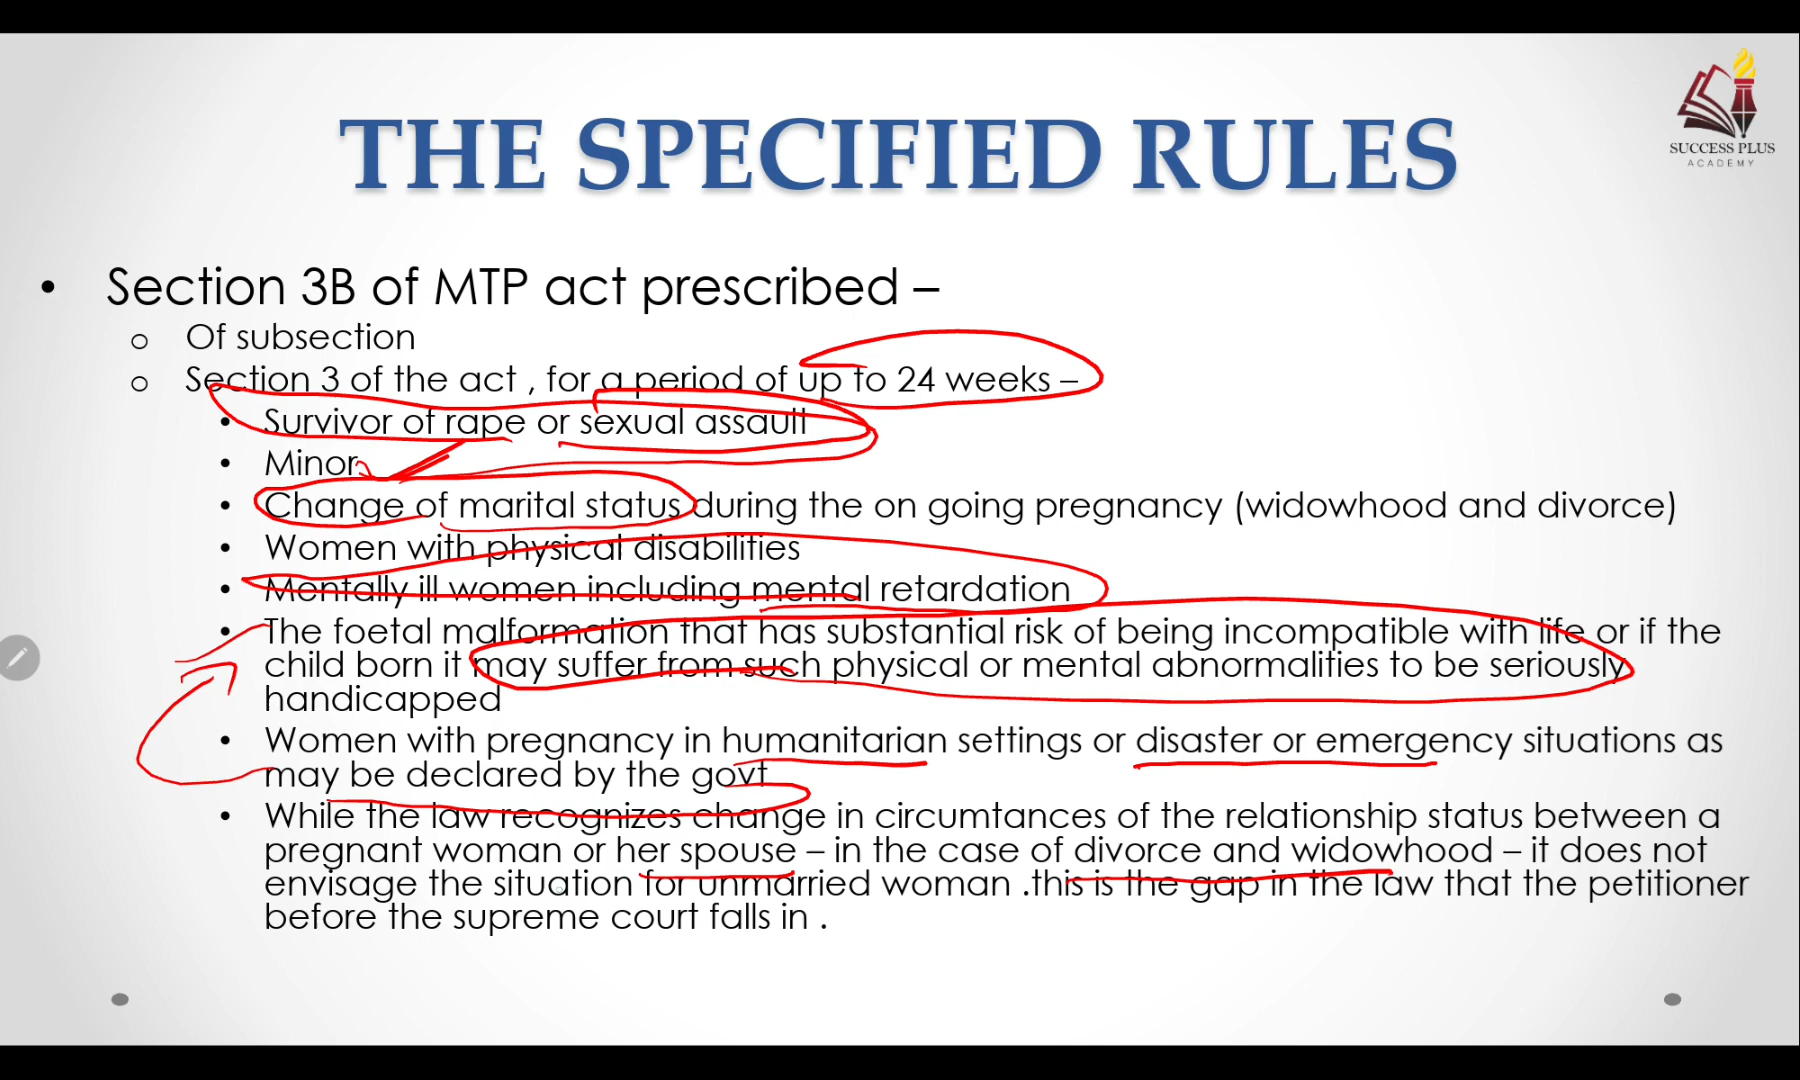 SUCCESS PLUS
ACADEMY
THE SPECIFIED RULES
• Section 3B of MTP act prescribed –
o Of subsection
o Section 3 of the act , for a period of up to 24 weeks –
• Survivor of rape or sexual assault
• Minor
• Change of marital status during the on going pregnancy (widowhood and divorce)
• Women with physical disabilities
• Mentally ill women including mental retardation
• The foetal malformation that has substantial risk of being incompatible with life or if the
child born it may suffer from such physical or mental abnormalities to be seriously
handicapped
• Women with pregnancy in humanitarian settings or disaster or emergency situations as
may be declared by the govt
• While the law recognizes change in circumtances of the relationship status between a
pregnant woman or her spouse – in the case of divorce and widowhood – it does not
envisage the situation for unmarried woman .this is the gap in the law that the petitioner
before the supreme court falls in .